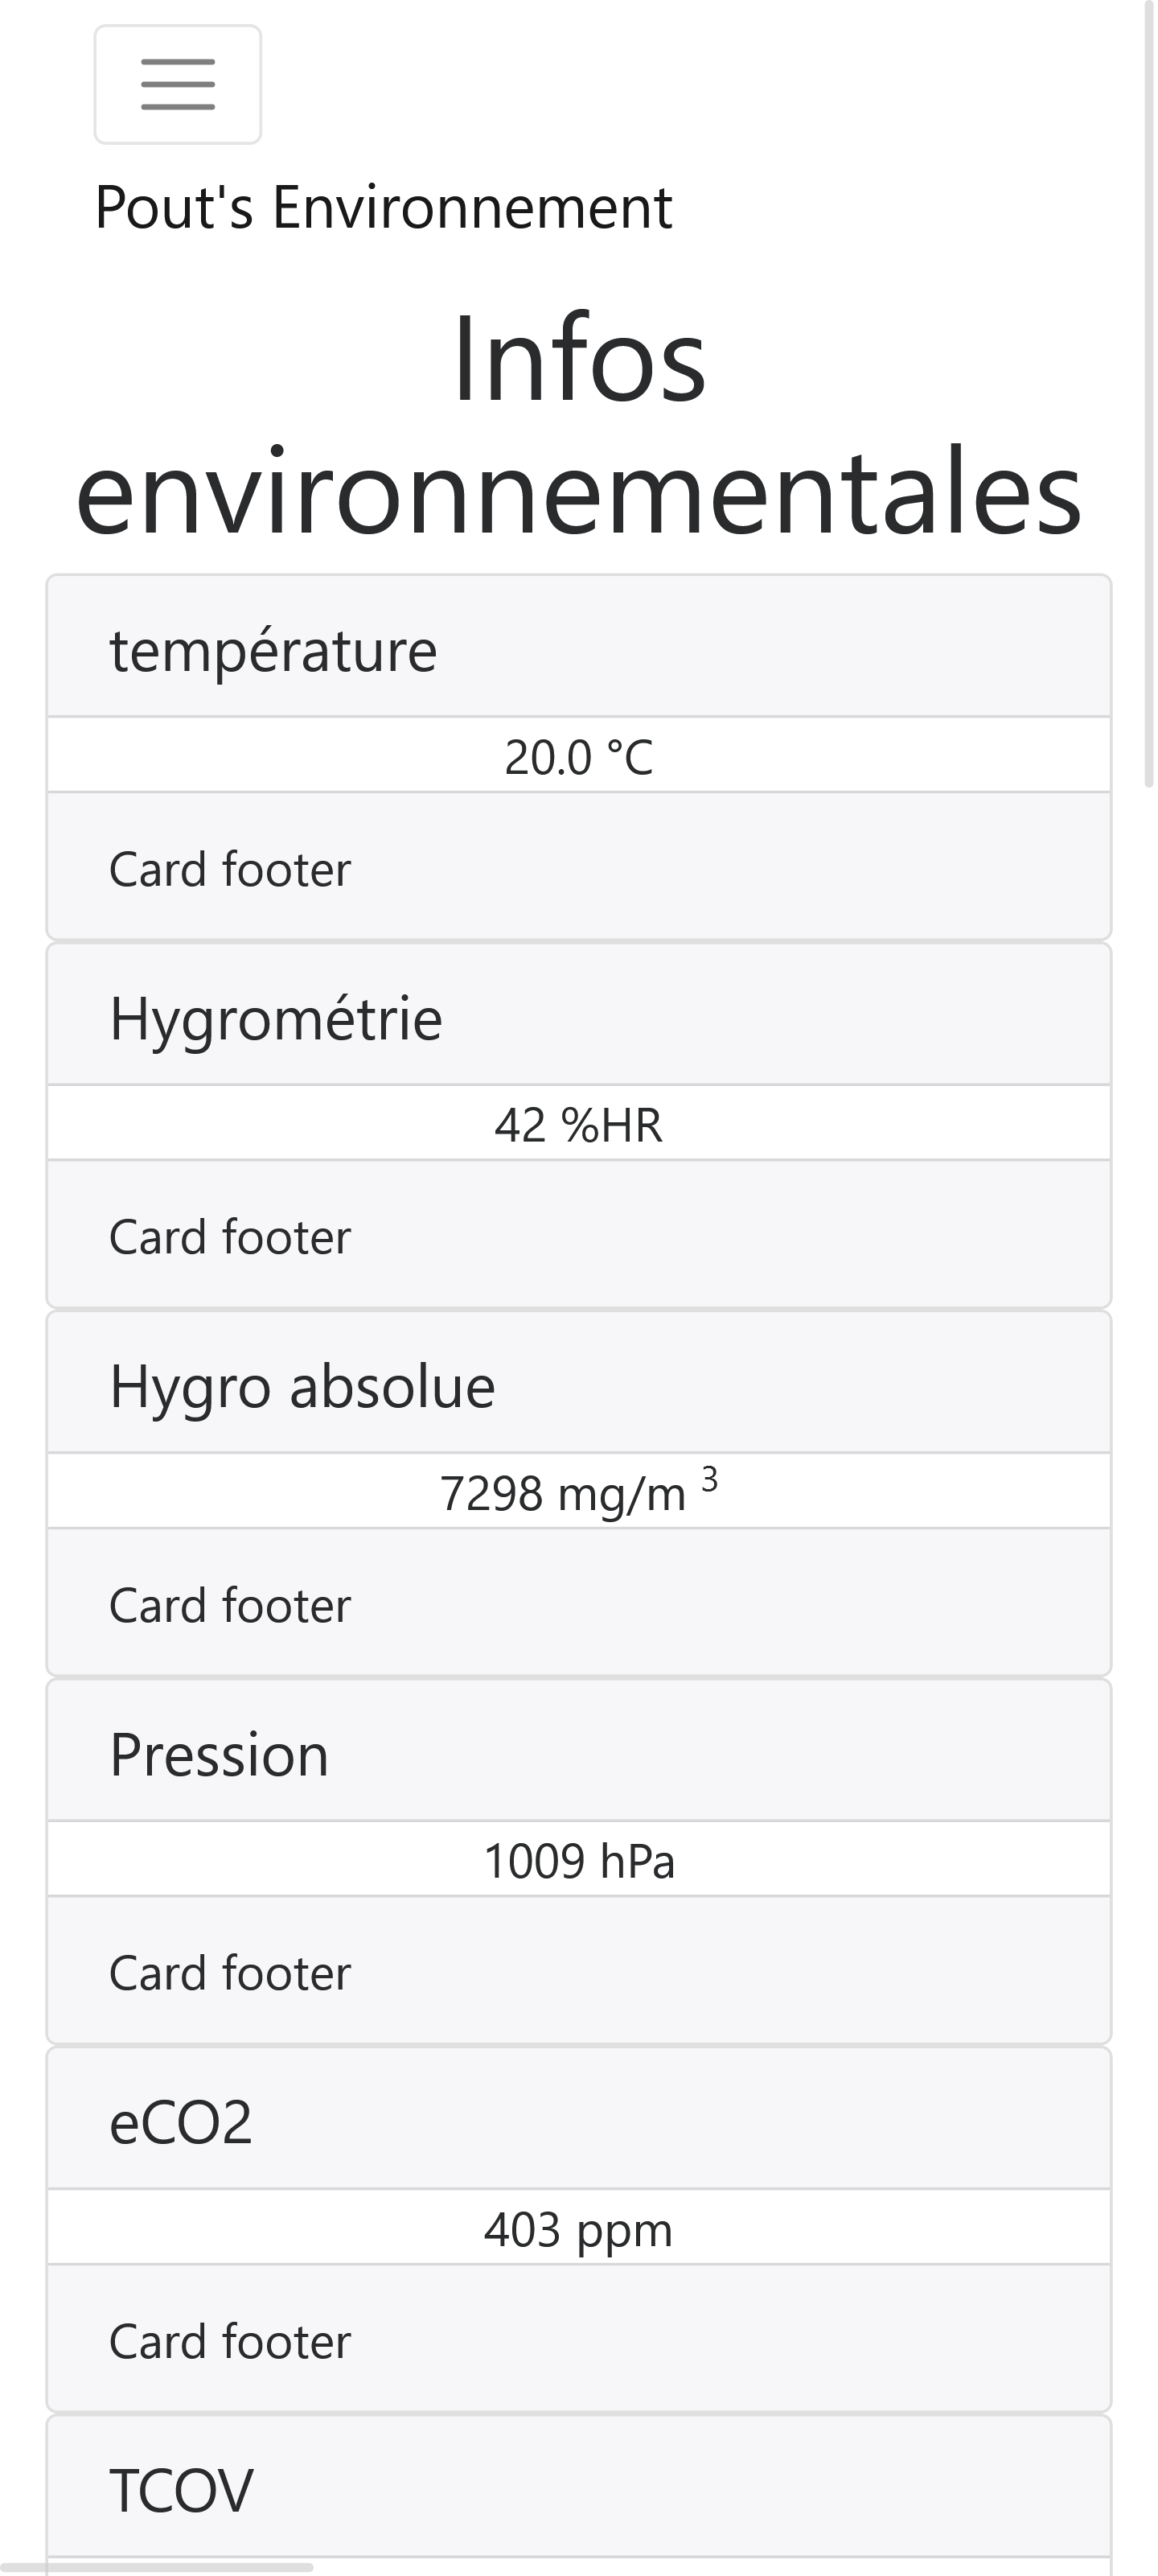 Pout's Environnement
Infos
environnementales
température
20.0 °C
Card footer
Hygrométrie
42 %HR
Card footer
Hygro absolue
7298 mg/m ³
Card footer
Pression
1009 hPa
Card footer
eCO2
403 ppm
Card footer
TCOV